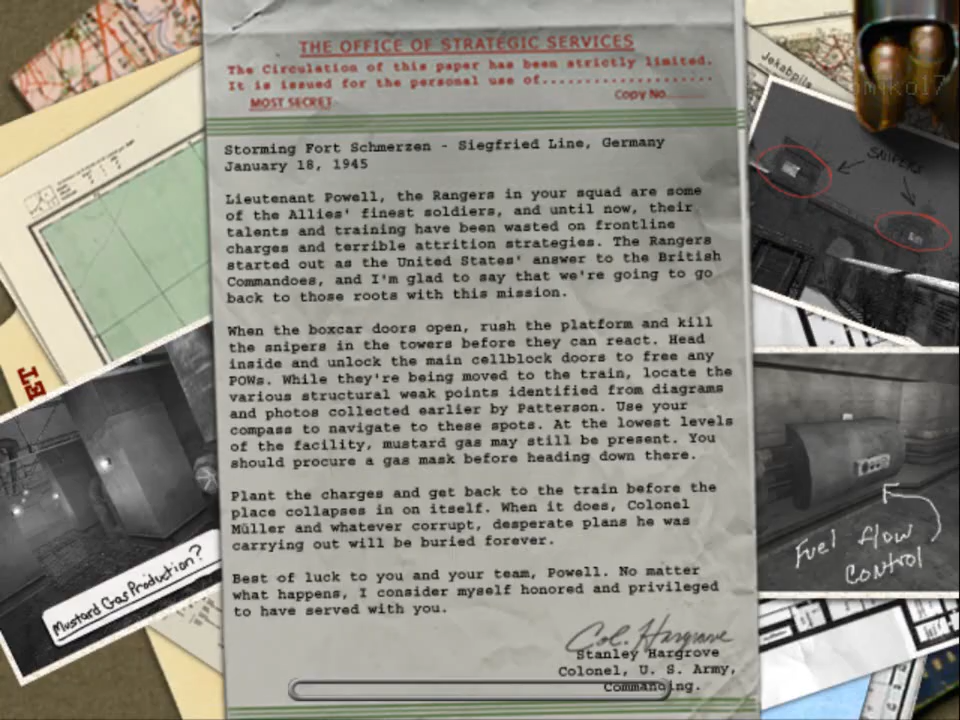 THE OFFICE OF STRATEGIC SERVICES
The Circulation of this paper has been strictly limited.
It is issued for the personal use of...................
MOST SECRET
Copy No........
Storming Fort Schmerzen - Siegfried Line, Germany
January 18, 1945
Lieutenant Powell, the Rangers in your squad are some
of the Allies' finest soldiers, and until now, their
talents and training have been wasted on frontline
charges and terrible attrition strategies. The Rangers
started out as the United States' answer to the British
Commandoes, and I'm glad to say that we're going to go
back to those roots with this mission.
When the boxcar doors open, rush the platform and kill
the snipers in the towers before they can react. Head
inside and unlock the main cellblock doors to free any
POWs. While they're being moved to the train, locate the
various structural weak points identified from diagrams
and photos collected earlier by Patterson. Use your
compass to navigate to these spots. At the lowest levels
of the facility, mustard gas may still be present. You
should procure a gas mask before heading down there.
Plant the charges and get back to the train before the
place collapses in on itself. When it does, Colonel
Müller and whatever corrupt, desperate plans he was
carrying out will be buried forever.
Best of luck to you and your team, Powell. No matter
what happens, I consider myself honored and privileged
to have served with you.
Col. Hargrave
Stanley Hargrove
Colonel, U. S. Army,
Commanding.
Jekabpils
SNIPERS
Fuel flow
control
Mustard Gas Production?